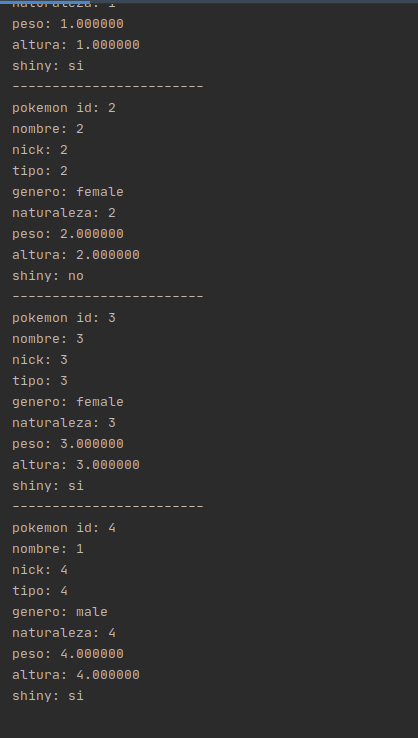 naturaleza: 1
peso: 1.000000
altura: 1.000000
shiny: si
------------------------
pokemon id: 2
nombre: 2
nick: 2
tipo: 2
genero: female
naturaleza: 2
peso: 2.000000
altura: 2.000000
shiny: no
------------------------
pokemon id: 3
nombre: 3
nick: 3
tipo: 3
genero: female
naturaleza: 3
peso: 3.000000
altura: 3.000000
shiny: si
------------------------
pokemon id: 4
nombre: 1
nick: 4
tipo: 4
genero: male
naturaleza: 4
peso: 4.000000
altura: 4.000000
shiny: si